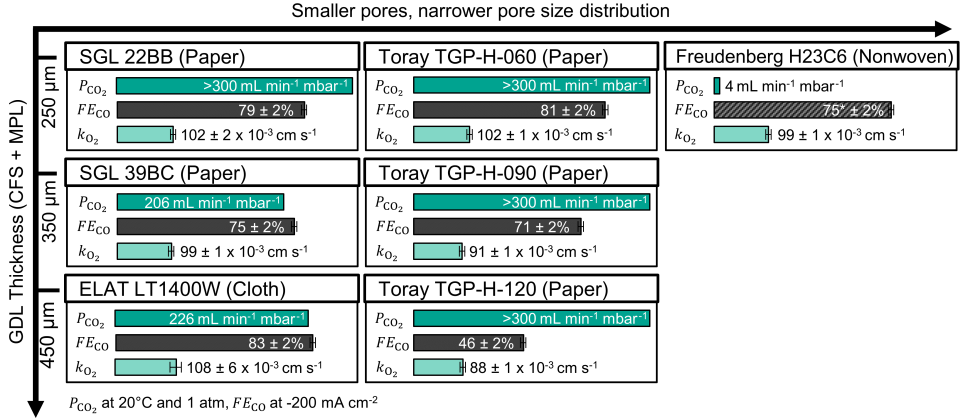 Smaller pores, narrower pore size distribution
GDL Thickness (CFS + MPL)
250 µm
SGL 22BB (Paper)
P_CO₂ >300 mL min⁻¹ mbar⁻¹
FE_CO 79 ± 2%
k_O₂ 102 ± 2 x 10⁻³ cm s⁻¹
Toray TGP-H-060 (Paper)
P_CO₂ >300 mL min⁻¹ mbar⁻¹
FE_CO 81 ± 2%
k_O₂ 102 ± 1 x 10⁻³ cm s⁻¹
Freudenberg H23C6 (Nonwoven)
P_CO₂ 4 mL min⁻¹ mbar⁻¹
FE_CO 75* ± 2%
k_O₂ 99 ± 1 x 10⁻³ cm s⁻¹
350 µm
SGL 39BC (Paper)
P_CO₂ 206 mL min⁻¹ mbar⁻¹
FE_CO 75 ± 2%
k_O₂ 99 ± 1 x 10⁻³ cm s⁻¹
Toray TGP-H-090 (Paper)
P_CO₂ >300 mL min⁻¹ mbar⁻¹
FE_CO 71 ± 2%
k_O₂ 91 ± 1 x 10⁻³ cm s⁻¹
450 µm
ELAT LT1400W (Cloth)
P_CO₂ 226 mL min⁻¹ mbar⁻¹
FE_CO 83 ± 2%
k_O₂ 108 ± 6 x 10⁻³ cm s⁻¹
Toray TGP-H-120 (Paper)
P_CO₂ >300 mL min⁻¹ mbar⁻¹
FE_CO 46 ± 2%
k_O₂ 88 ± 1 x 10⁻³ cm s⁻¹
P_CO₂ at 20°C and 1 atm, FE_CO at -200 mA cm⁻²